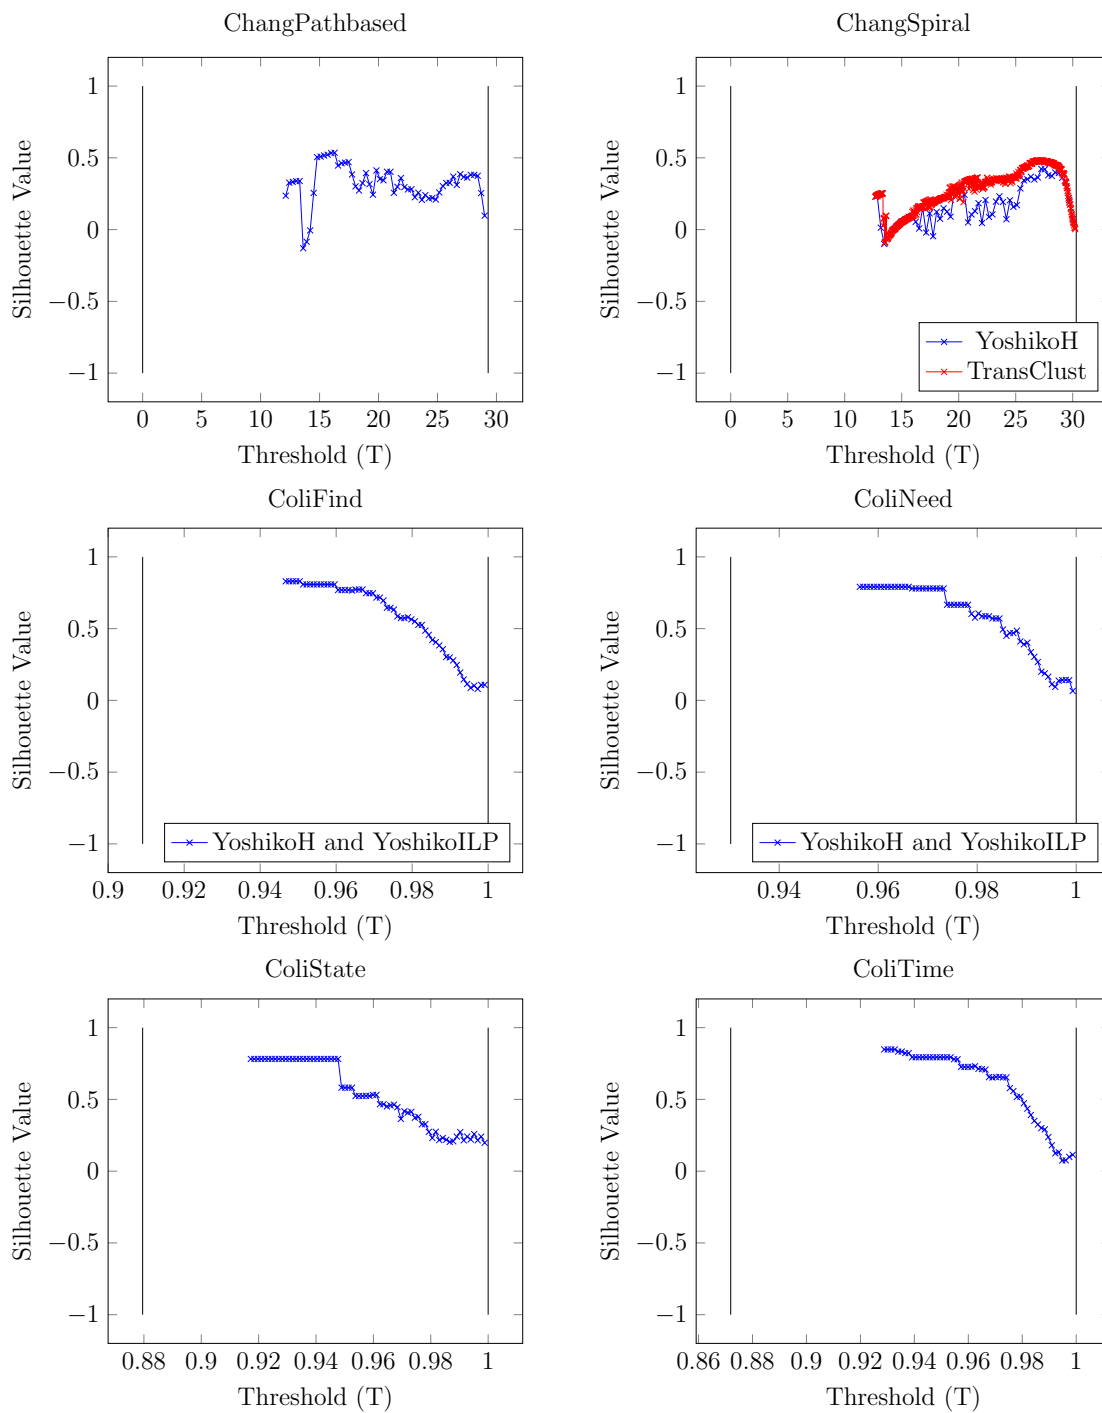 ChangPathbased
1
0.5
0
−0.5
−1
Silhouette Value
0 5 10 15 20 25 30
Threshold (T)
ChangSpiral
1
0.5
0
−0.5
−1
Silhouette Value
YoshikoH
TransClust
0 5 10 15 20 25 30
Threshold (T)
ColiFind
1
0.5
0
−0.5
−1
Silhouette Value
YoshikoH and YoshikoILP
0.9 0.92 0.94 0.96 0.98 1
Threshold (T)
ColiNeed
1
0.5
0
−0.5
−1
Silhouette Value
YoshikoH and YoshikoILP
0.94 0.96 0.98 1
Threshold (T)
ColiState
1
0.5
0
−0.5
−1
Silhouette Value
0.88 0.9 0.92 0.94 0.96 0.98 1
Threshold (T)
ColiTime
1
0.5
0
−0.5
−1
Silhouette Value
0.86 0.88 0.9 0.92 0.94 0.96 0.98 1
Threshold (T)